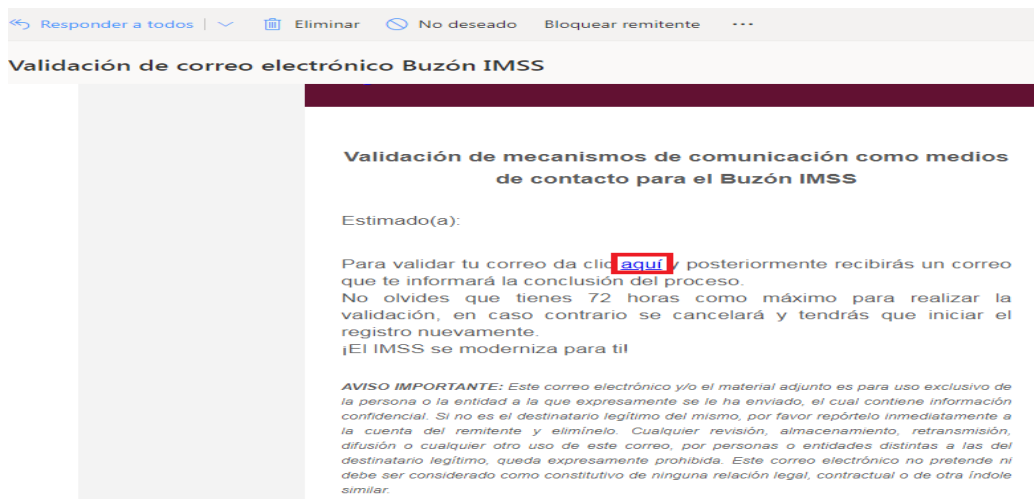 Responder a todos | Eliminar No deseado Bloquear remitente ...
Validación de correo electrónico Buzón IMSS
Validación de mecanismos de comunicación como medios
de contacto para el Buzón IMSS
Estimado(a):
Para validar tu correo da clic aquí y posteriormente recibirás un correo
que te informará la conclusión del proceso.
No olvides que tienes 72 horas como máximo para realizar la
validación, en caso contrario se cancelará y tendrás que iniciar el
registro nuevamente.
¡El IMSS se moderniza para ti!
AVISO IMPORTANTE: Este correo electrónico y/o el material adjunto es para uso exclusivo de
la persona o la entidad a la que expresamente se le ha enviado, el cual contiene información
confidencial. Si no es el destinatario legítimo del mismo, por favor repórtelo inmediatamente a
la cuenta del remitente y elimínelo. Cualquier revisión, almacenamiento, retransmisión,
difusión o cualquier otro uso de este correo, por personas o entidades distintas a las del
destinatario legítimo, queda expresamente prohibida. Este correo electrónico no pretende ni
debe ser considerado como constitutivo de ninguna relación legal, contractual o de otra índole
similar.